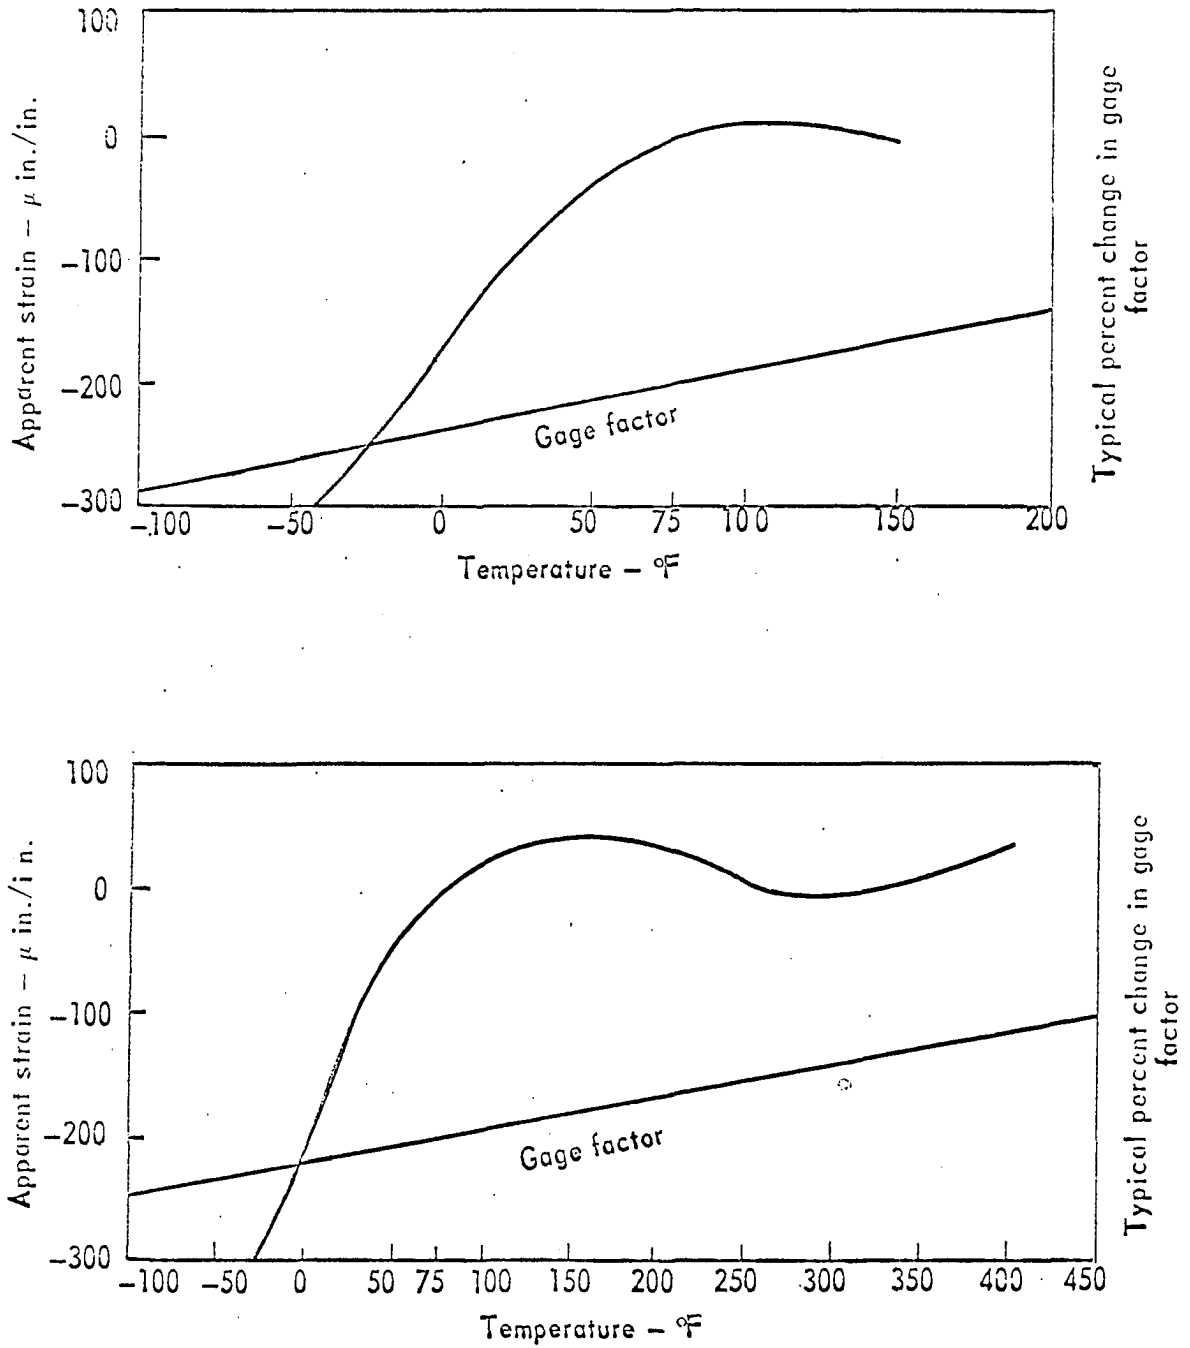 100
0
-100
-200
-300
Apparent strain – μ in./in.
Typical percent change in gage
factor
Gage factor
-100 -50 0 50 75 100 150 200
Temperature – °F
100
0
-100
-200
-300
Apparent strain – μ in./in.
Typical percent change in gage
factor
Gage factor
-100 -50 0 50 75 100 150 200 250 300 350 400 450
Temperature – °F